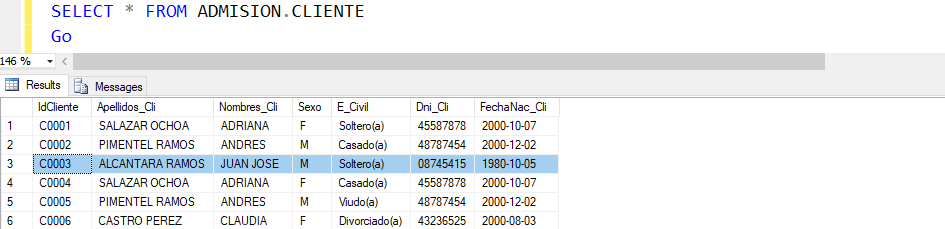 SELECT * FROM ADMISION.CLIENTE
Go
146 %
Results Messages
IdCliente Apellidos_Cli Nombres_Cli Sexo E_Civil Dni_Cli FechaNac_Cli
1 C0001 SALAZAR OCHOA ADRIANA F Soltero(a) 45587878 2000-10-07
2 C0002 PIMENTEL RAMOS ANDRES M Casado(a) 48787454 2000-12-02
3 C0003 ALCANTARA RAMOS JUAN JOSE M Soltero(a) 08745415 1980-10-05
4 C0004 SALAZAR OCHOA ADRIANA F Casado(a) 45587878 2000-10-07
5 C0005 PIMENTEL RAMOS ANDRES M Viudo(a) 48787454 2000-12-02
6 C0006 CASTRO PEREZ CLAUDIA F Divorciado(a) 43236525 2000-08-03